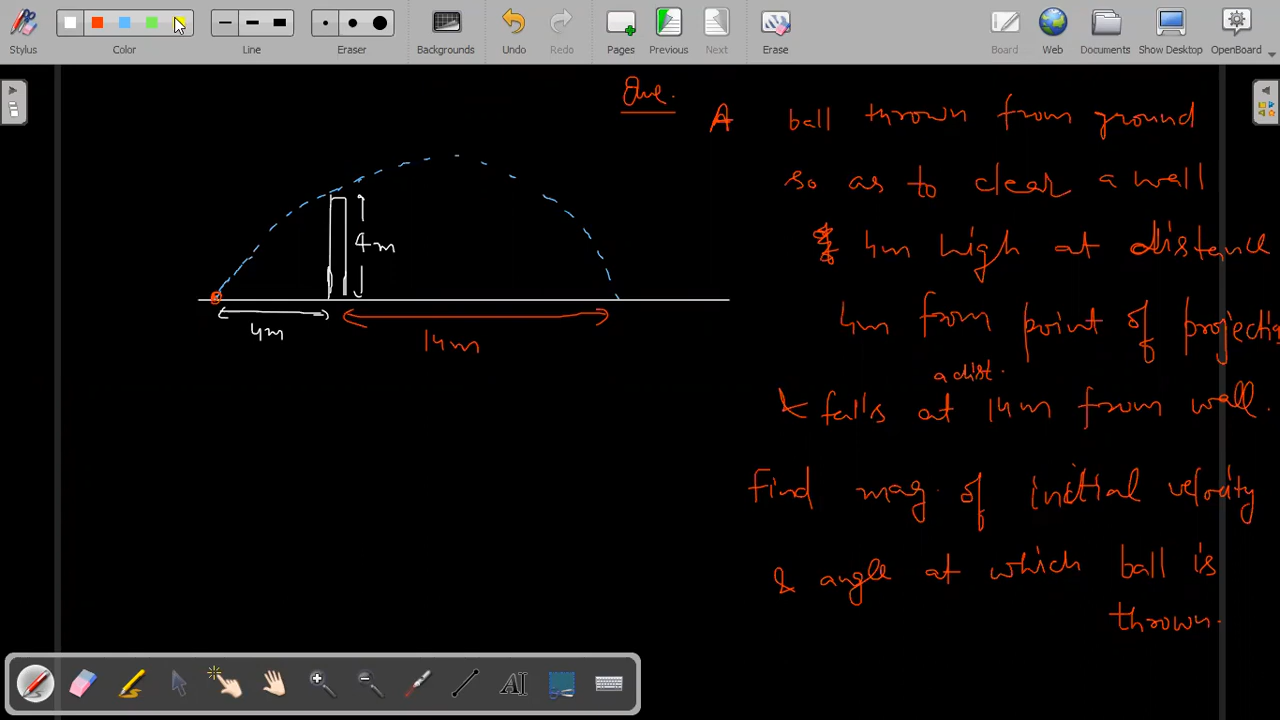 Stylus
Color
Line
Eraser
Backgrounds
Undo
Redo
Pages
Previous
Next
Erase
Board
Web
Documents
Show Desktop
OpenBoard
Que.
A ball thrown from ground
so as to clear a wall
4m high at distance
4m from point of projectio
a dist.
& falls at 14m from wall.
Find mag. of initial velocity
& angle at which ball is
thrown.
4m
4m
14m
AI